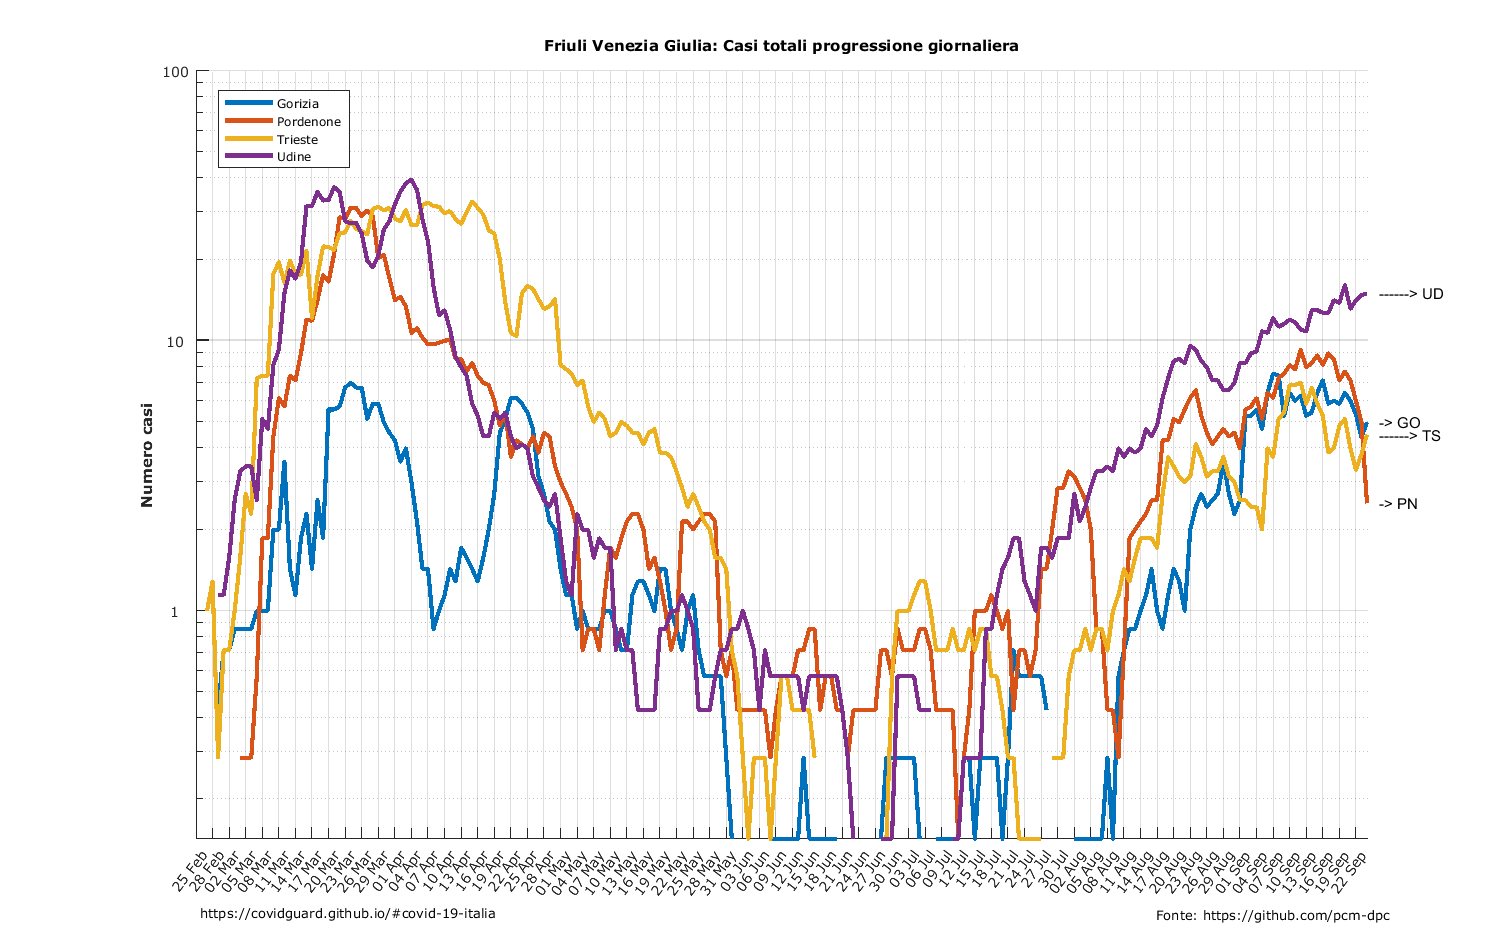 Friuli Venezia Giulia: Casi totali progressione giornaliera
100
10
1
Numero casi
Gorizia
Pordenone
Trieste
Udine
------> UD
-> GO
------> TS
-> PN
25 Feb
28 Feb
02 Mar
05 Mar
08 Mar
11 Mar
14 Mar
17 Mar
20 Mar
23 Mar
26 Mar
29 Mar
01 Apr
04 Apr
07 Apr
10 Apr
13 Apr
16 Apr
19 Apr
22 Apr
25 Apr
28 Apr
01 May
04 May
07 May
10 May
13 May
16 May
19 May
22 May
25 May
28 May
31 May
03 Jun
06 Jun
09 Jun
12 Jun
15 Jun
18 Jun
21 Jun
24 Jun
27 Jun
30 Jun
03 Jul
06 Jul
09 Jul
12 Jul
15 Jul
18 Jul
21 Jul
24 Jul
27 Jul
30 Jul
02 Aug
05 Aug
08 Aug
11 Aug
14 Aug
17 Aug
20 Aug
23 Aug
26 Aug
29 Aug
01 Sep
04 Sep
07 Sep
10 Sep
13 Sep
16 Sep
19 Sep
22 Sep
https://covidguard.github.io/#covid-19-italia
Fonte: https://github.com/pcm-dpc